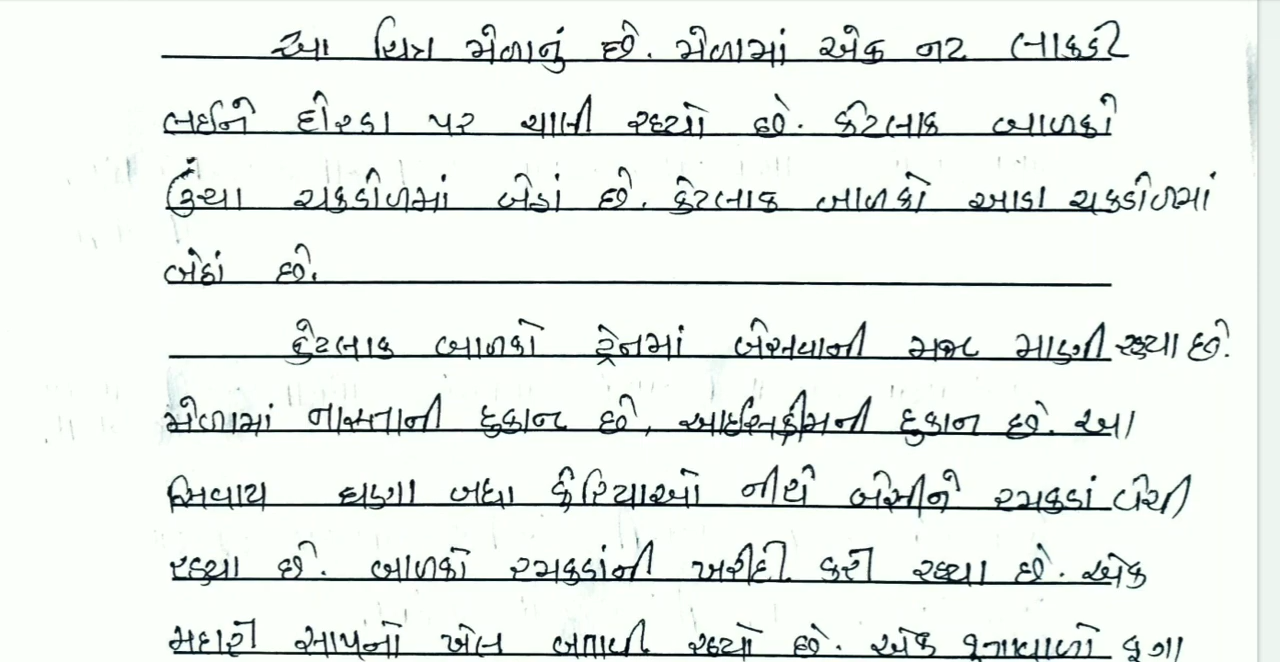 આ ચિત્ર મેળાનું છે. મેળામાં એક નટ લાકડી
લઈને દોરડા પર ચાલી રહ્યો છે. કેટલાક બાળકો
ઊંચા ચકડોળમાં બેઠાં છે. કેટલાક બાળકો આડા ચકડોળમાં
બેઠાં છે.
કેટલાક બાળકો ટ્રેનમાં બેસવાની મજા માણી રહ્યા છે.
મેળામાં નાસ્તાની દુકાન છે, આઈસક્રીમની દુકાન છે. આ
સિવાય ઘણા બધા ફેરિયાઓ નીચે બેસીને રમકડાં વેચી
રહ્યા છે. બાળકો રમકડાંની ખરીદી કરી રહ્યા છે. એક
મદારી સાપનો ખેલ બતાવી રહ્યો છે. એક ફુગ્ગાવાળો ફુગા